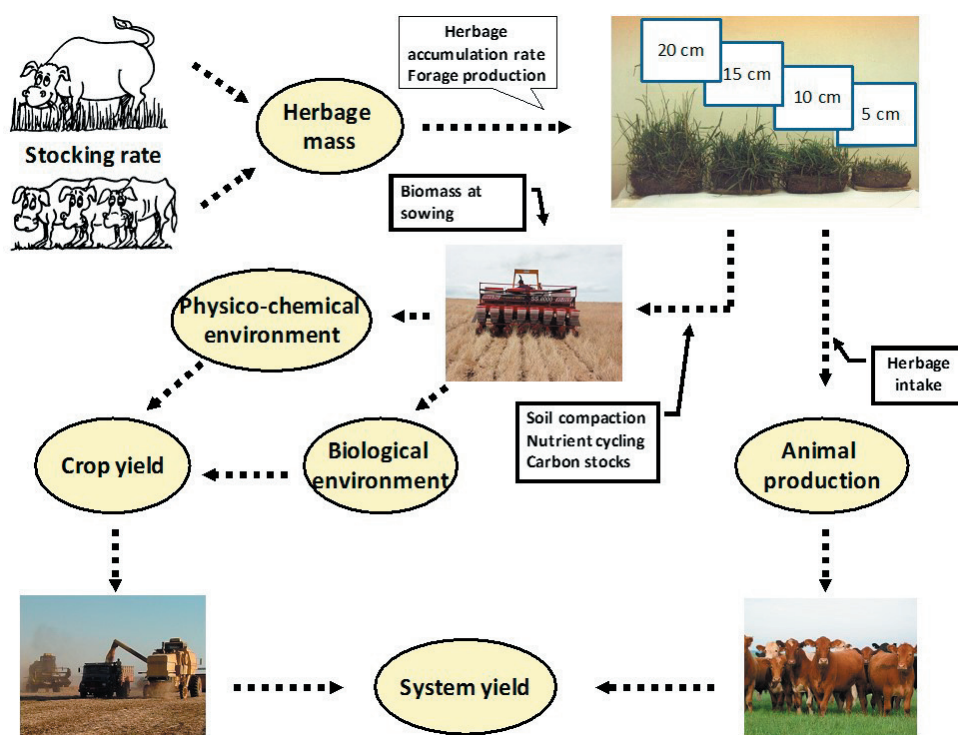 Herbage
accumulation rate
Forage production
20 cm
15 cm
10 cm
5 cm
Herbage
mass
Stocking rate
Biomass at
sowing
Physico-chemical
environment
Herbage
intake
Soil compaction
Nutrient cycling
Carbon stocks
Crop yield
Biological
environment
Animal
production
System yield